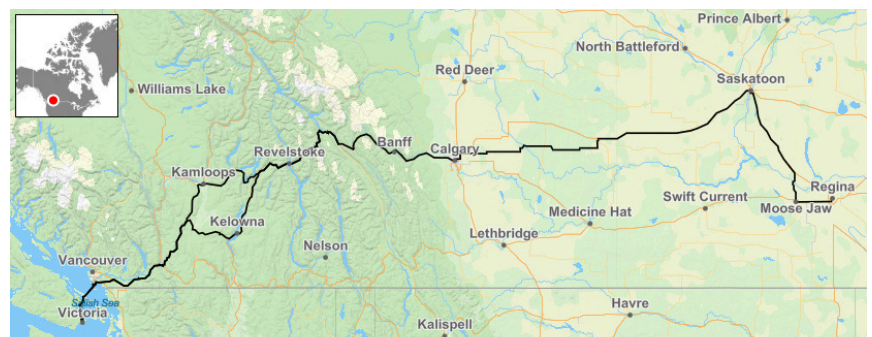 Prince Albert
North Battleford
Red Deer
Saskatoon
Williams Lake
Banff
Calgary
Revelstoke
Kamloops
Regina
Swift Current
Moose Jaw
Medicine Hat
Kelowna
Lethbridge
Nelson
Vancouver
Salish Sea
Victoria
Havre
Kalispell